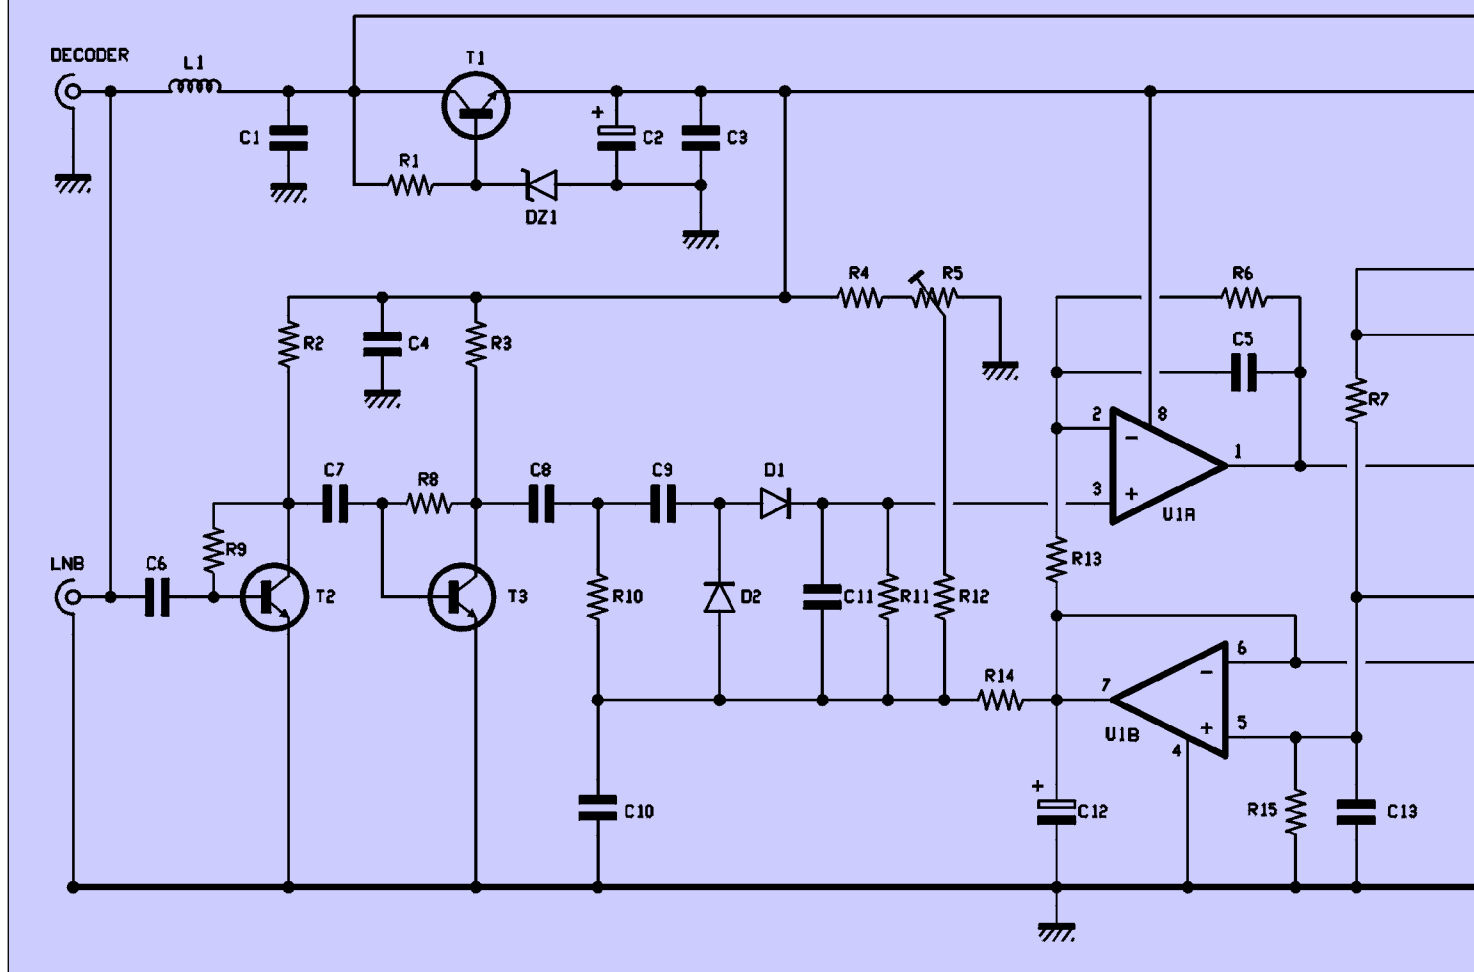 DECODER
L1
T1
+
C1
C2
C3
R1
DZ1
R4
R5
R6
R2
C4
R3
C5
R7
2
8
-
1
C7
R8
C8
C9
D1
3
+
U1A
R9
R13
LNB
C6
T2
T3
R10
D2
C11
R11
R12
6
-
R14
7
5
+
U1B
4
+
C10
C12
R15
C13